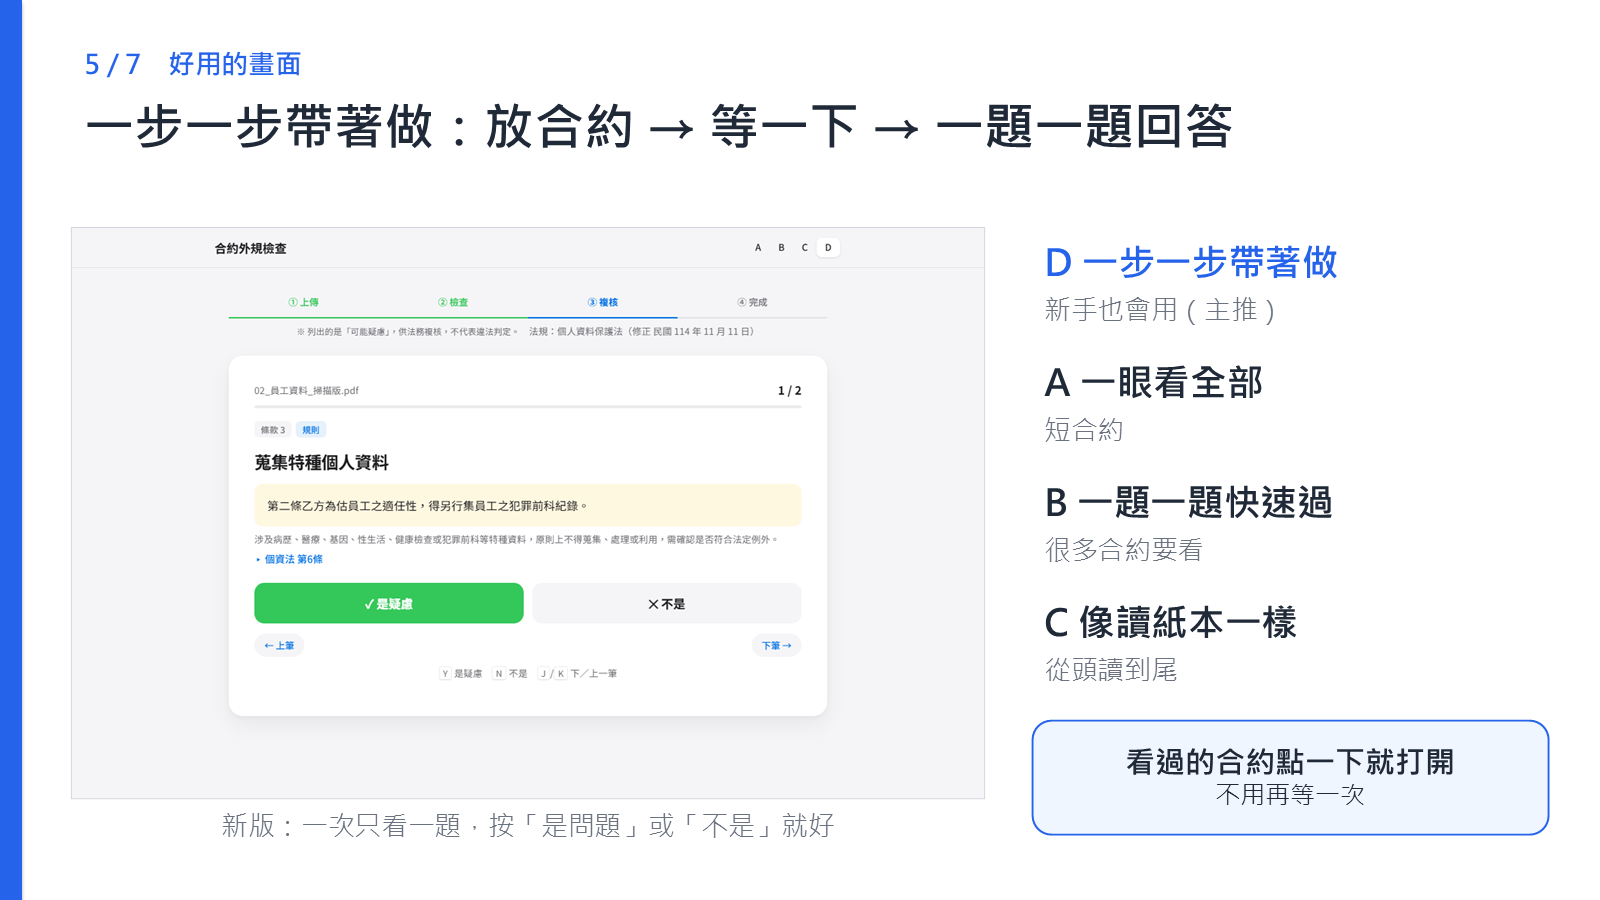 5 / 7 好用的畫面
一步一步帶著做：放合約 → 等一下 → 一題一題回答
合約外規檢查
A B C D
① 上傳 ② 檢查 ③ 複核 ④ 完成
※ 列出的是「可能疑慮」，供法務複核，不代表違法判定。 法規：個人資料保護法（修正 民國 114 年 11 月 11 日）
02_員工資料_掃描版.pdf 1 / 2
條款 3 規則
蒐集特種個人資料
第二條乙方為估員工之適任性，得另行集員工之犯罪前科紀錄。
涉及病歷、醫療、基因、性生活、健康檢查或犯罪前科等特種資料，原則上不得蒐集、處理或利用，需確認是否符合法定例外。
▸ 個資法 第6條
✓ 是疑慮 ✕ 不是
← 上筆 下筆 →
Y 是疑慮 N 不是 J / K 下／上一筆
新版：一次只看一題，按「是問題」或「不是」就好
D 一步一步帶著做
新手也會用（主推）
A 一眼看全部
短合約
B 一題一題快速過
很多合約要看
C 像讀紙本一樣
從頭讀到尾
看過的合約點一下就打開
不用再等一次